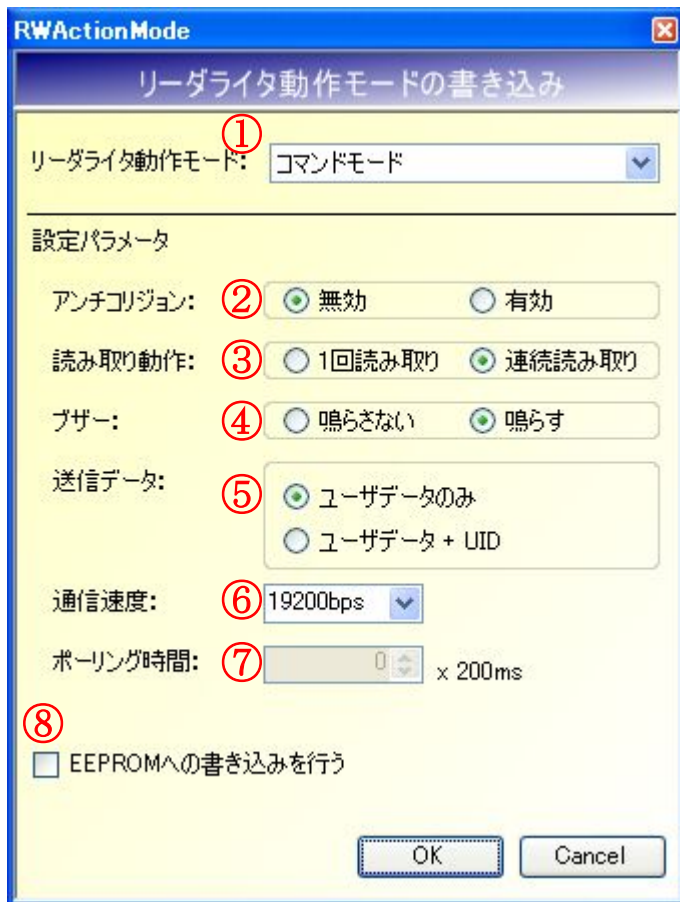 RWActionMode
リーダライタ動作モードの書き込み
①
リーダライタ動作モード: コマンドモード
設定パラメータ
アンチコリジョン: ② 無効 有効
読み取り動作: ③ 1回読み取り 連続読み取り
ブザー: ④ 鳴らさない 鳴らす
送信データ: ⑤ ユーザデータのみ
ユーザデータ + UID
通信速度: ⑥ 19200bps
ポーリング時間: ⑦ 0 x 200ms
⑧
EEPROMへの書き込みを行う
OK Cancel